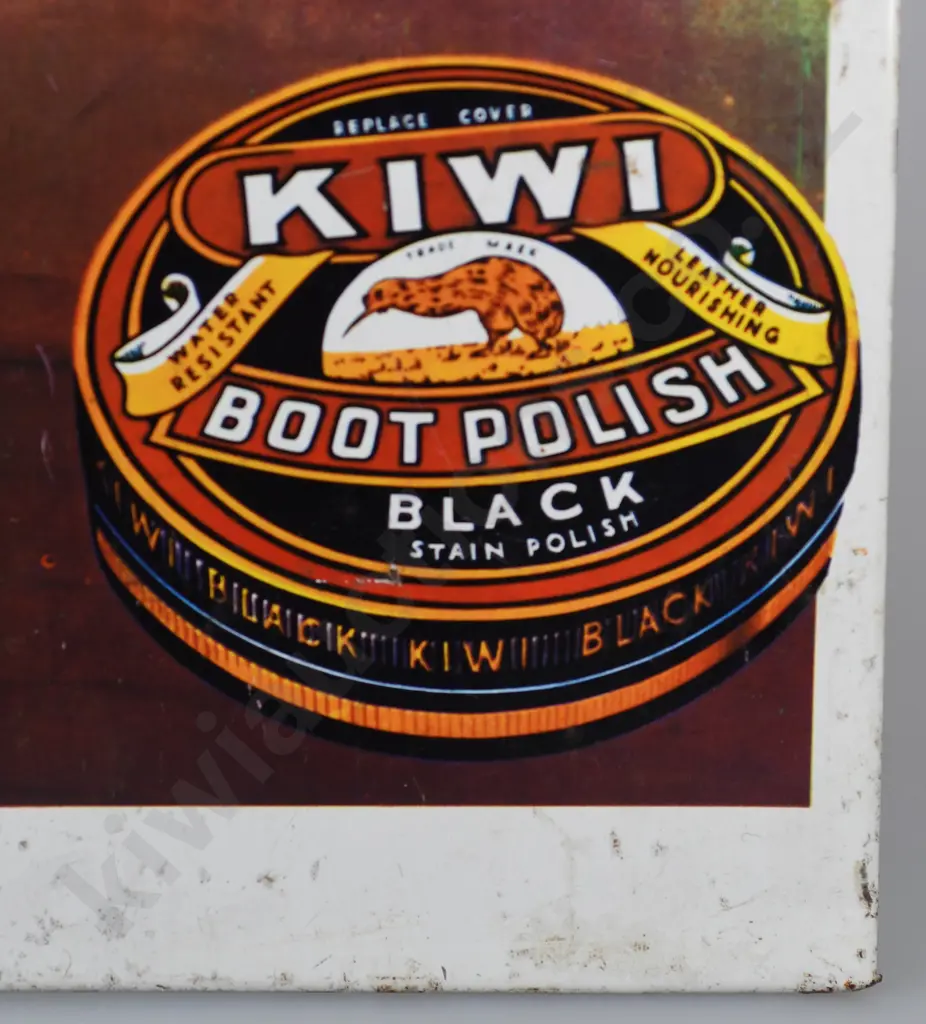 REPLACE COVER
KIWI
TRADE MARK
WATER
RESISTANT
LEATHER
NOURISHING
BOOT POLISH
BLACK
STAIN POLISH
KIWI BLACK KIWI BLACK KIWI